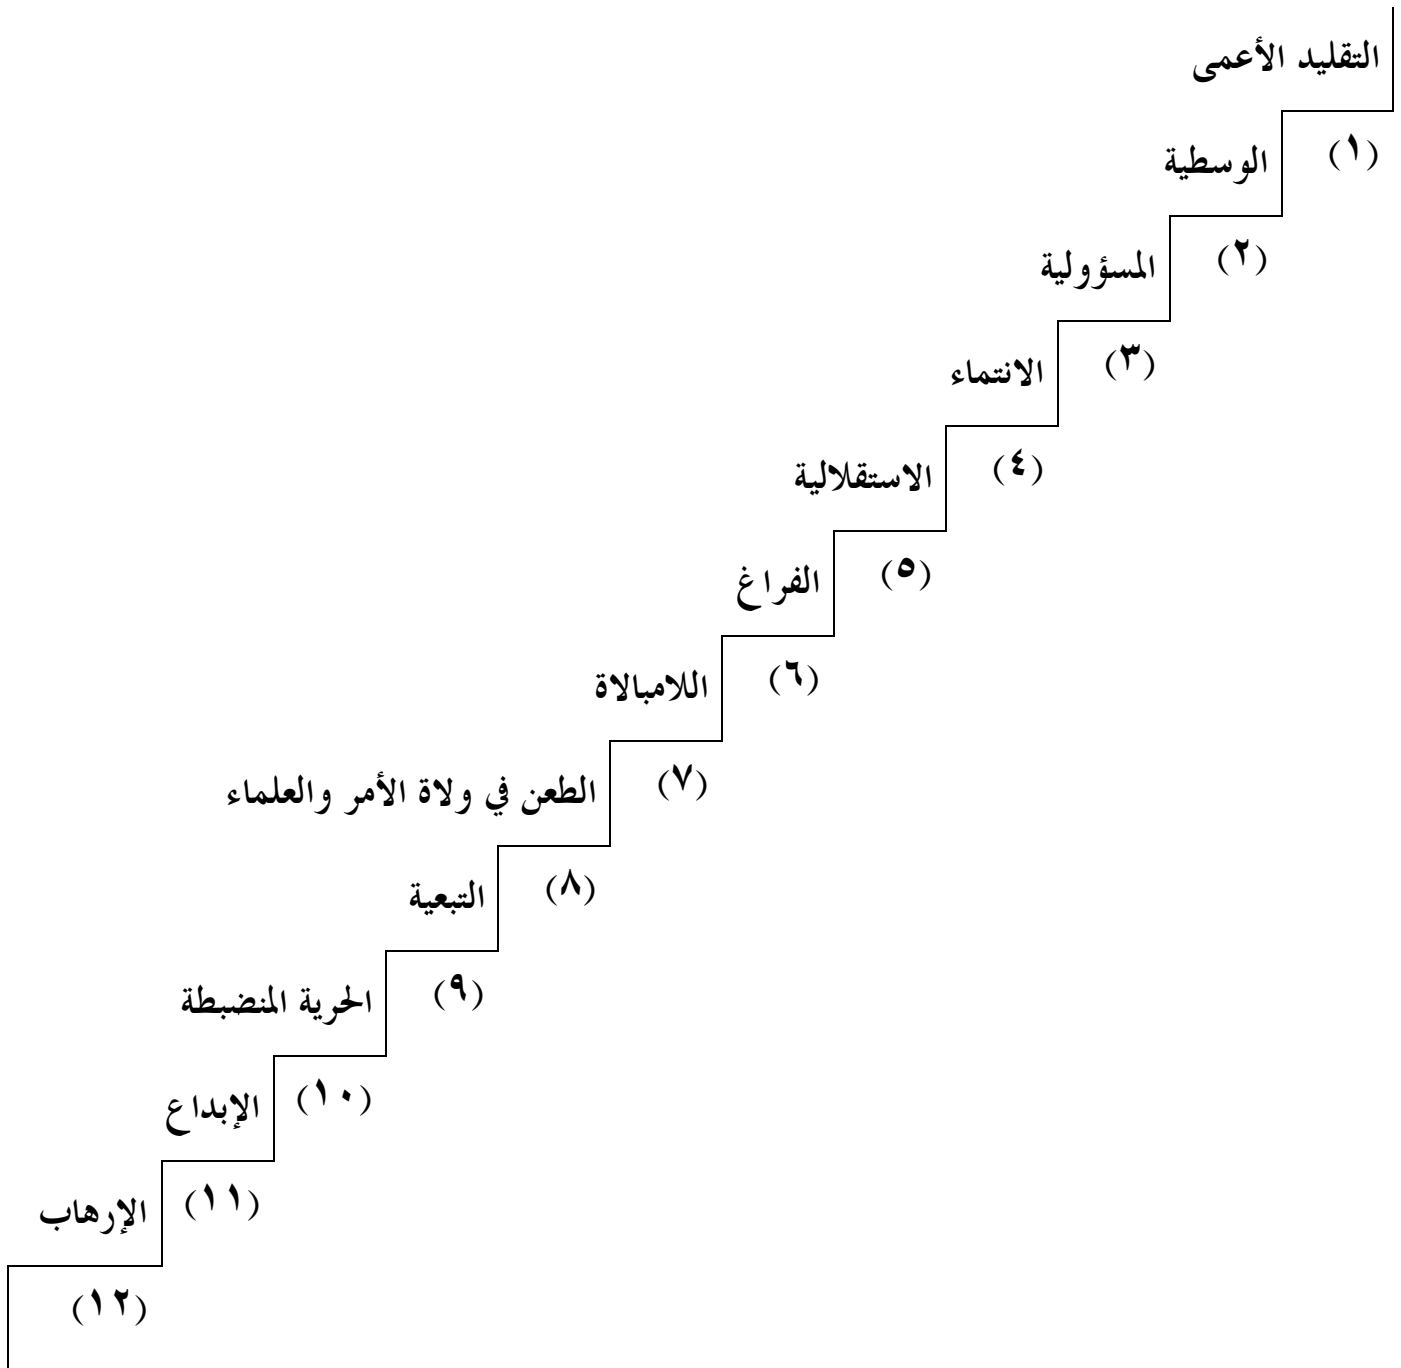 التقليد الأعمى
(١)
الوسطية
(٢)
المسؤولية
(٣)
الانتماء
(٤)
الاستقلالية
(٥)
الفراغ
(٦)
اللامبالاة
(٧)
الطعن في ولاة الأمر والعلماء
(٨)
التبعية
(٩)
الحرية المنضبطة
(١٠)
الإبداع
(١١)
الإرهاب
(١٢)